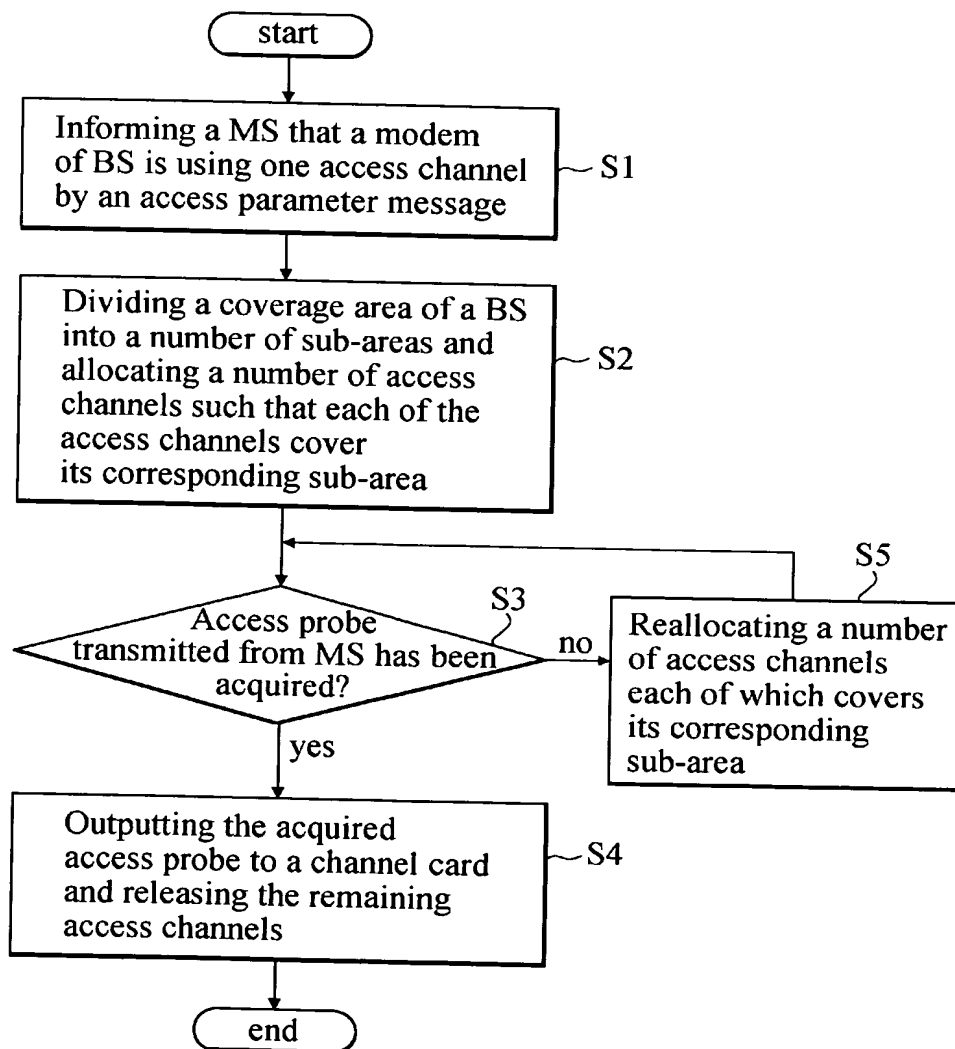 start
Informing a MS that a modem
of BS is using one access channel
by an access parameter message
S1
Dividing a coverage area of a BS
into a number of sub-areas and
allocating a number of access
channels such that each of the
access channels cover
its corresponding sub-area
S2
Access probe
transmitted from MS has been
acquired?
S3
no
S5
Reallocating a number
of access channels
each of which covers
its corresponding
sub-area
yes
Outputting the acquired
access probe to a channel card
and releasing the remaining
access channels
S4
end